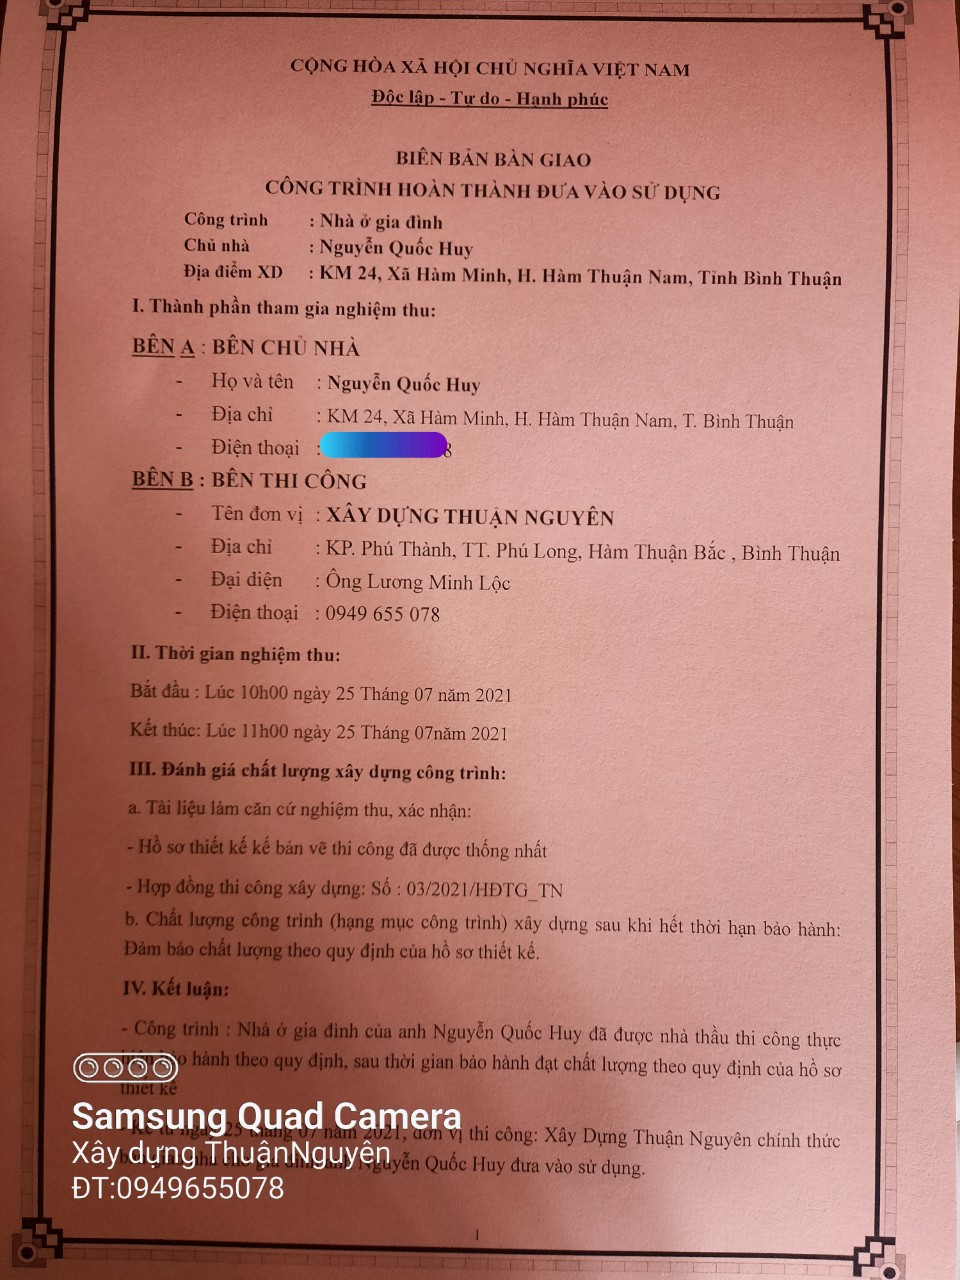 CỘNG HÒA XÃ HỘI CHỦ NGHĨA VIỆT NAM
Độc lập - Tự do - Hạnh phúc
BIÊN BẢN BÀN GIAO
CÔNG TRÌNH HOÀN THÀNH ĐƯA VÀO SỬ DỤNG
Công trình : Nhà ở gia đình
Chủ nhà : Nguyễn Quốc Huy
Địa điểm XD : KM 24, Xã Hàm Minh, H. Hàm Thuận Nam, Tỉnh Bình Thuận
I. Thành phần tham gia nghiệm thu:
BÊN A : BÊN CHỦ NHÀ
- Họ và tên : Nguyễn Quốc Huy
- Địa chỉ : KM 24, Xã Hàm Minh, H. Hàm Thuận Nam, T. Bình Thuận
- Điện thoại : 8
BÊN B : BÊN THI CÔNG
- Tên đơn vị : XÂY DỰNG THUẬN NGUYÊN
- Địa chỉ : KP. Phú Thành, TT. Phú Long, Hàm Thuận Bắc , Bình Thuận
- Đại diện : Ông Lương Minh Lộc
- Điện thoại : 0949 655 078
II. Thời gian nghiệm thu:
Bắt đầu : Lúc 10h00 ngày 25 Tháng 07 năm 2021
Kết thúc: Lúc 11h00 ngày 25 Tháng 07năm 2021
III. Đánh giá chất lượng xây dựng công trình:
a. Tài liệu làm căn cứ nghiệm thu, xác nhận:
- Hồ sơ thiết kế kế bản vẽ thi công đã được thống nhất
- Hợp đồng thi công xây dựng: Số : 03/2021/HĐTG_TN
b. Chất lượng công trình (hạng mục công trình) xây dựng sau khi hết thời hạn bảo hành:
Đảm bảo chất lượng theo quy định của hồ sơ thiết kế.
IV. Kết luận:
- Công trình : Nhà ở gia đình của anh Nguyễn Quốc Huy đã được nhà thầu thi công thực
bảo hành theo quy định, sau thời gian bảo hành đạt chất lượng theo quy định của hồ sơ
thiết kế
- Kể từ ngày 25 tháng 07 năm 2021, đơn vị thi công: Xây Dựng Thuận Nguyên chính thức
Nguyễn Quốc Huy đưa vào sử dụng.
Samsung Quad Camera
Xây dựng ThuậnNguyên
ĐT:0949655078
1